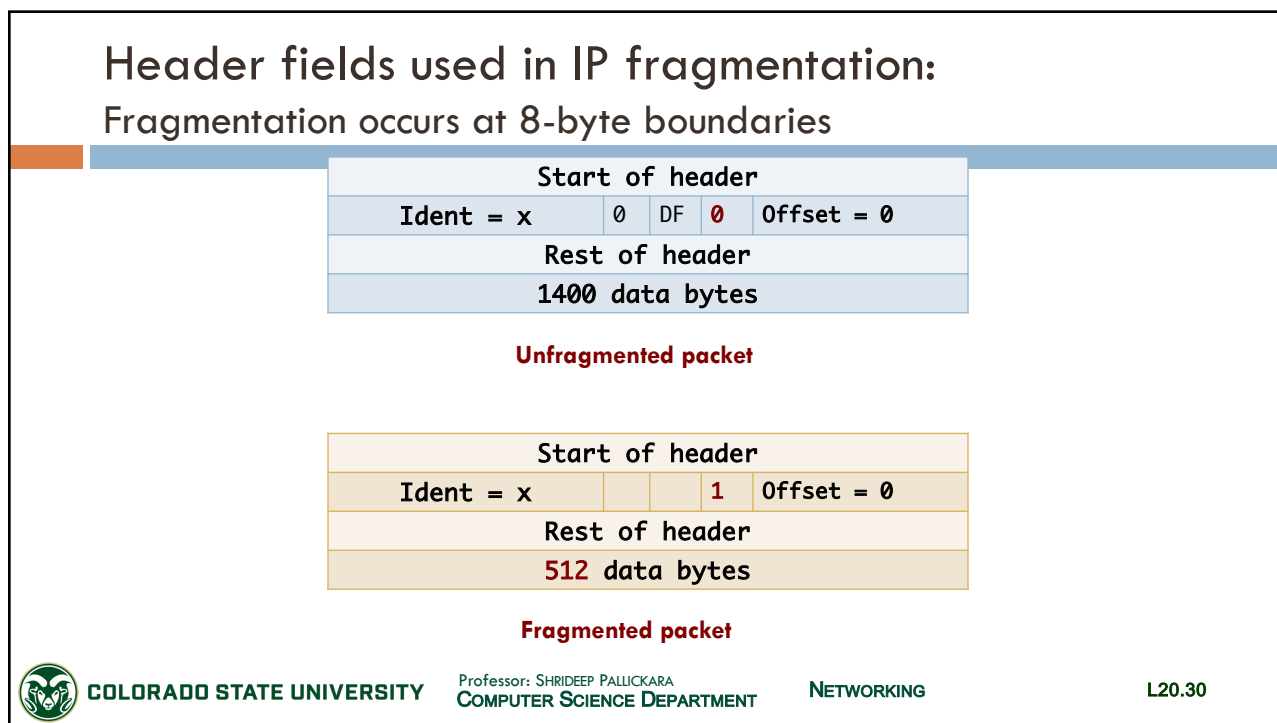 Header fields used in IP fragmentation:
Fragmentation occurs at 8-byte boundaries
Start of header
Ident = x 0 DF 0 Offset = 0
Rest of header
1400 data bytes
Unfragmented packet
Start of header
Ident = x 1 Offset = 0
Rest of header
512 data bytes
Fragmented packet
COLORADO STATE UNIVERSITY
Professor: SHRIDEEP PALLICKARA
COMPUTER SCIENCE DEPARTMENT
NETWORKING
L20.30